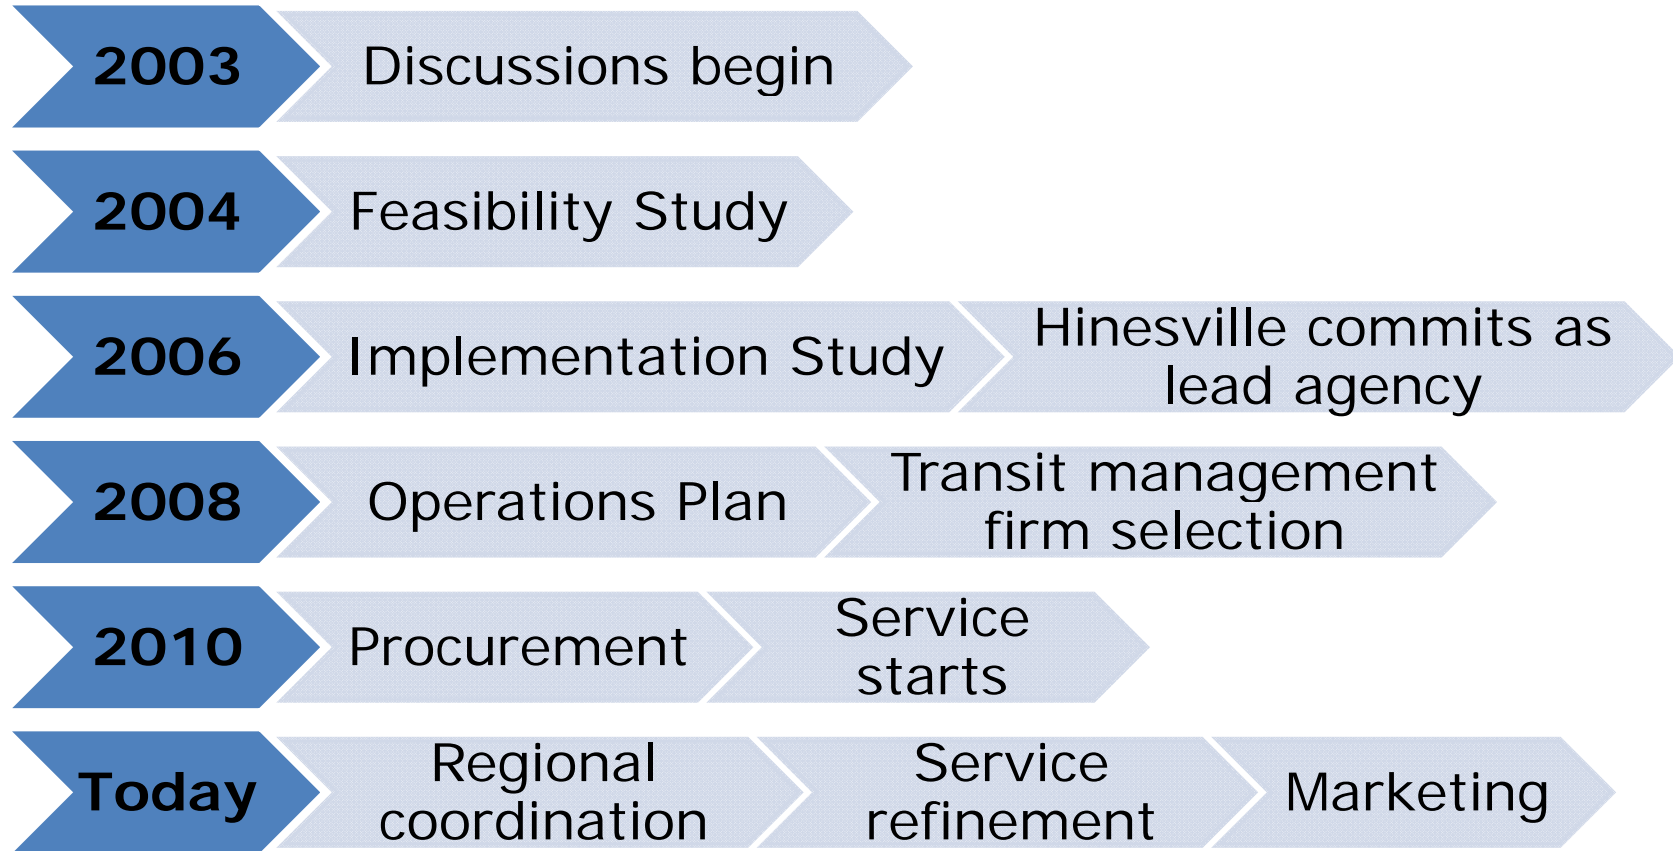 2003
Discussions begin
2004
Feasibility Study
2006
Implementation Study
Hinesville commits as
lead agency
2008
Operations Plan
Transit management
firm selection
2010
Procurement
Service
starts
Today
Regional
coordination
Service
refinement
Marketing